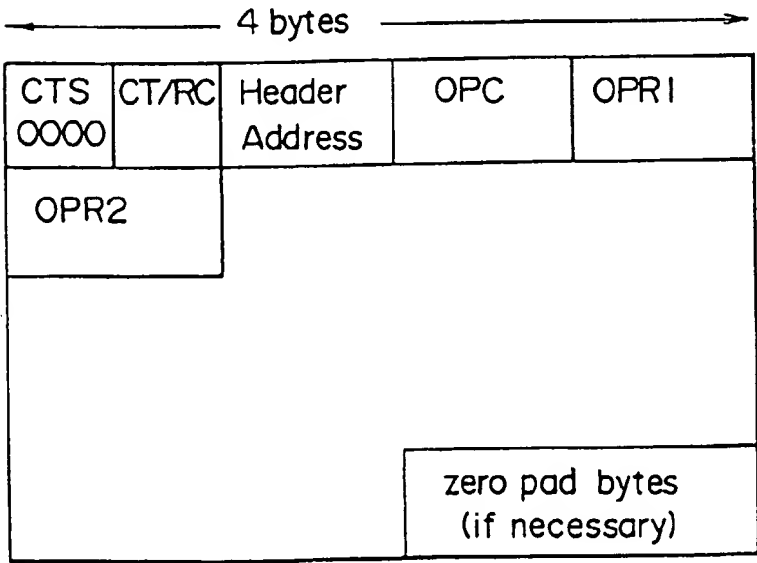 4 bytes
CTS 0000
CT/RC
Header Address
OPC
OPR1
OPR2
zero pad bytes
(if necessary)